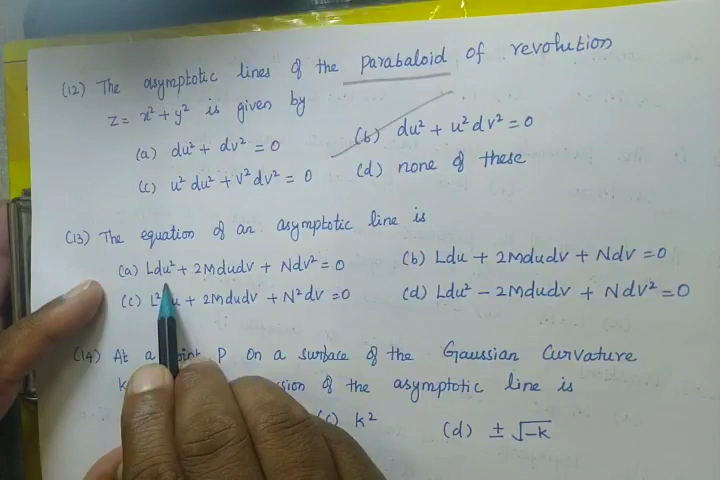 (12) The asymptotic lines of the parabaloid of revolution
z = x² + y² is given by
(a) du² + dv² = 0 (b) du² + u² dv² = 0
(c) u² du² + v² dv² = 0 (d) none of these
(13) The equation of an asymptotic line is
(a) Ldu² + 2Mdudv + Ndv² = 0 (b) Ldu + 2Mdudv + Ndv = 0
(c) L² u + 2Mdudv + N²dv = 0 (d) Ldu² - 2Mdudv + Ndv² = 0
(14) At a P on a surface of the Gaussian Curvature
of the asymptotic line is
(c) k² (d) ± √-k